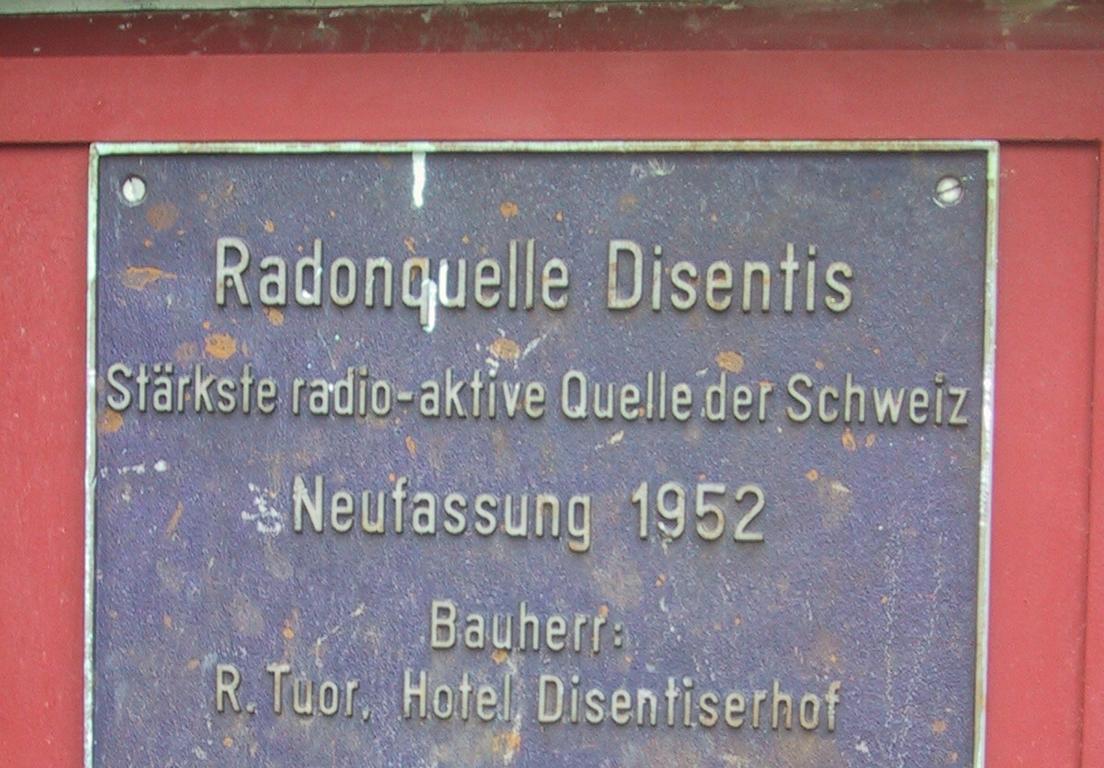 Radonquelle Disentis
Stärkste radio-aktive Quelle der Schweiz
Neufassung 1952
Bauherr:
R. Tuor, Hotel Disentiserhof